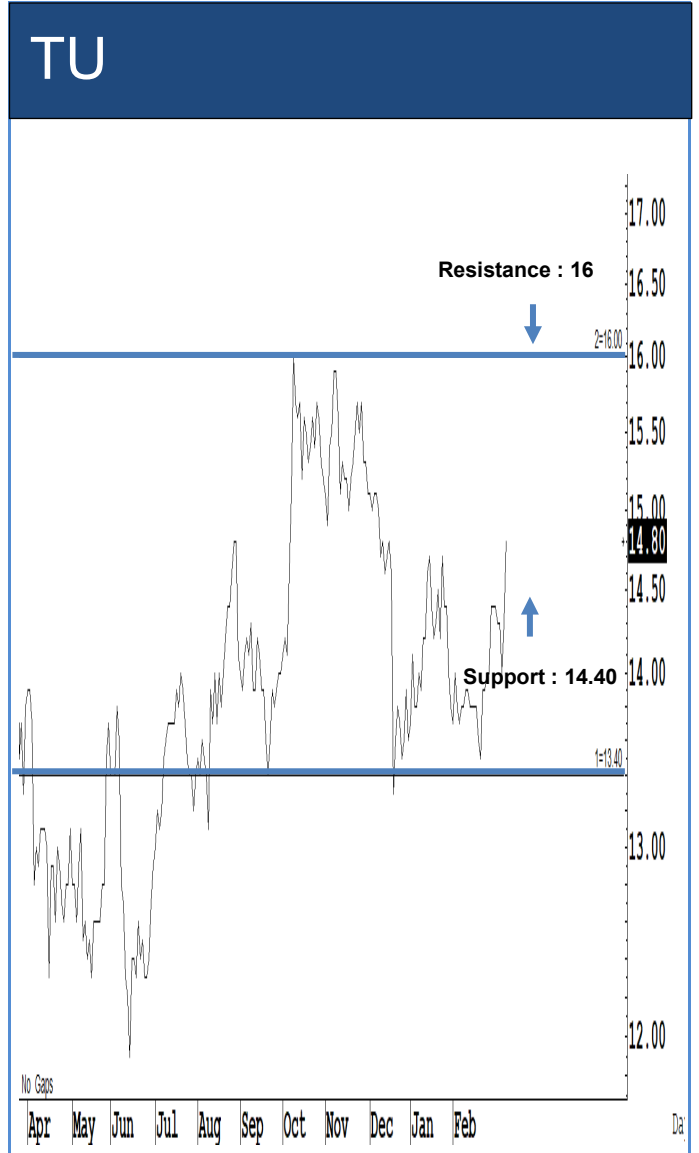 TU
17.00
Resistance : 16
16.50
2=16.00
16.00
15.50
15.00
14.80
14.50
Support : 14.40
14.00
1=13.40
13.00
12.00
No Gaps
Apr May Jun Jul Aug Sep Oct Nov Dec Jan Feb